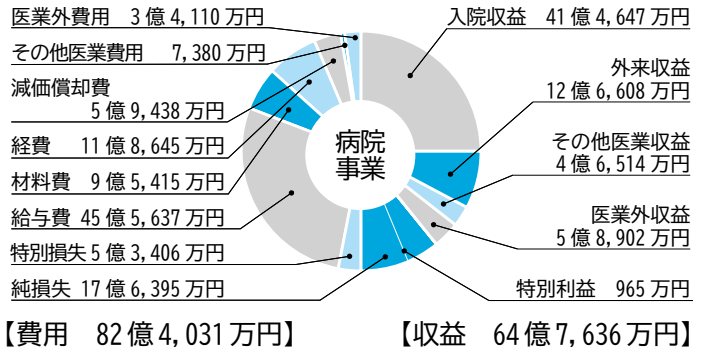 医業外費用 3億4,110万円
その他医業費用 7,380万円
減価償却費
5億9,438万円
経費 11億8,645万円
材料費 9億5,415万円
給与費 45億5,637万円
特別損失 5億3,406万円
純損失 17億6,395万円
病院
事業
入院収益 41億4,647万円
外来収益
12億6,608万円
その他医業収益
4億6,514万円
医業外収益
5億8,902万円
特別利益 965万円
【費用 82億4,031万円】
【収益 64億7,636万円】